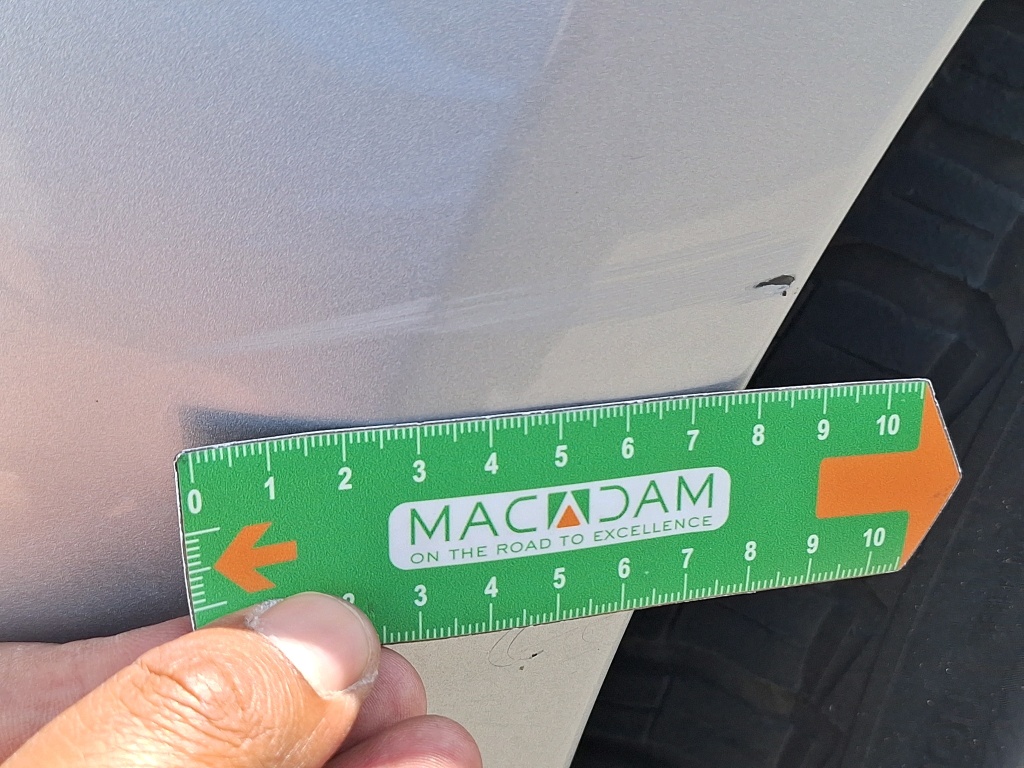 0 1 2 3 4 5 6 7 8 9 10
MACADAM
ON THE ROAD TO EXCELLENCE
3 4 5 6 7 8 9 10